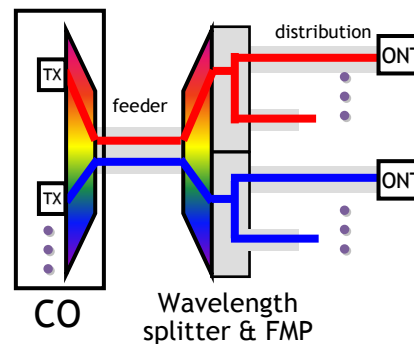 distribution
TX
ONT
feeder
TX
ONT
CO
Wavelength
splitter & FMP